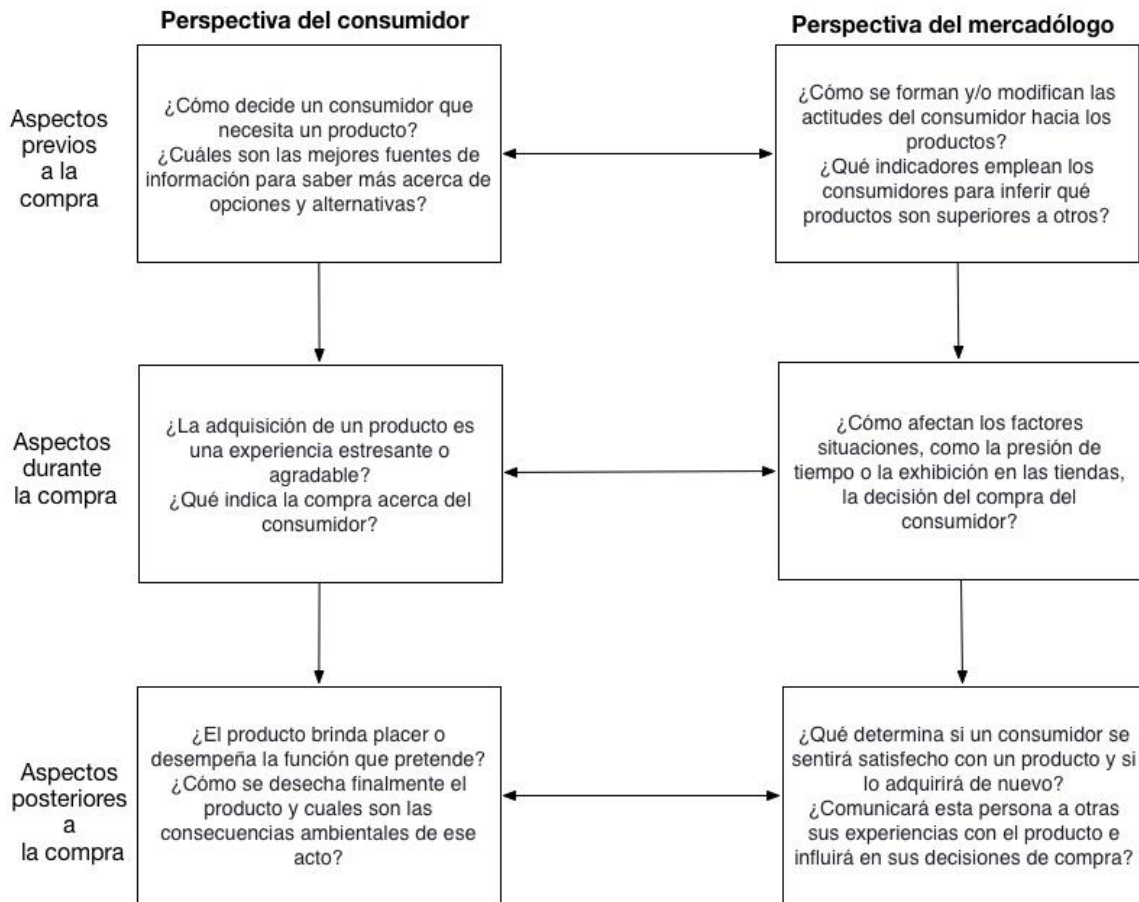 Perspectiva del consumidor
Perspectiva del mercadólogo
Aspectos
previos
a la
compra
¿Cómo decide un consumidor que
necesita un producto?
¿Cuáles son las mejores fuentes de
información para saber más acerca de
opciones y alternativas?
¿Cómo se forman y/o modifican las
actitudes del consumidor hacia los
productos?
¿Qué indicadores emplean los
consumidores para inferir qué
productos son superiores a otros?
Aspectos
durante
la compra
¿La adquisición de un producto es
una experiencia estresante o
agradable?
¿Qué indica la compra acerca del
consumidor?
¿Cómo afectan los factores
situaciones, como la presión de
tiempo o la exhibición en las tiendas,
la decisión del compra del
consumidor?
Aspectos
posteriores
a
la compra
¿El producto brinda placer o
desempeña la función que pretende?
¿Cómo se desecha finalmente el
producto y cuales son las
consecuencias ambientales de ese
acto?
¿Qué determina si un consumidor se
sentirá satisfecho con un producto y si
lo adquirirá de nuevo?
¿Comunicará esta persona a otras
sus experiencias con el producto e
influirá en sus decisiones de compra?